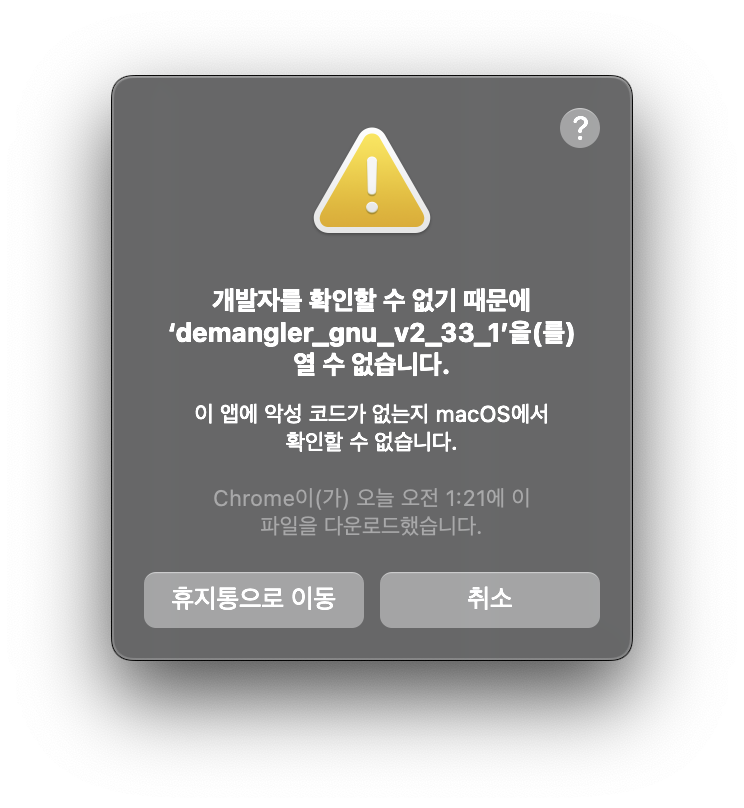 ?
개발자를 확인할 수 없기 때문에
‘demangler_gnu_v2_33_1’을(를)
열 수 없습니다.
이 앱에 악성 코드가 없는지 macOS에서
확인할 수 없습니다.
Chrome이(가) 오늘 오전 1:21에 이
파일을 다운로드했습니다.
휴지통으로 이동
취소